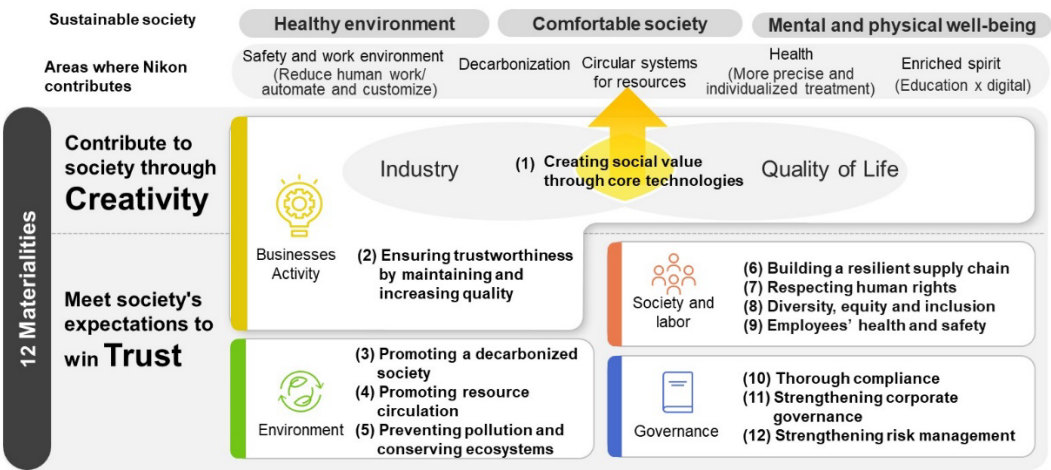 Sustainable society
Healthy environment
Comfortable society
Mental and physical well-being
Areas where Nikon
contributes
Safety and work environment
(Reduce human work/
automate and customize)
Decarbonization
Circular systems
for resources
Health
(More precise and
individualized treatment)
Enriched spirit
(Education x digital)
12 Materialities
Contribute to
society through
Creativity
Industry
(1) Creating social value
through core technologies
Quality of Life
Businesses
Activity
(2) Ensuring trustworthiness
by maintaining and
increasing quality
Meet society's
expectations to
win Trust
(3) Promoting a decarbonized
society
(4) Promoting resource
circulation
(5) Preventing pollution and
conserving ecosystems
Environment
Society and
labor
(6) Building a resilient supply chain
(7) Respecting human rights
(8) Diversity, equity and inclusion
(9) Employees’ health and safety
Governance
(10) Thorough compliance
(11) Strengthening corporate
governance
(12) Strengthening risk management